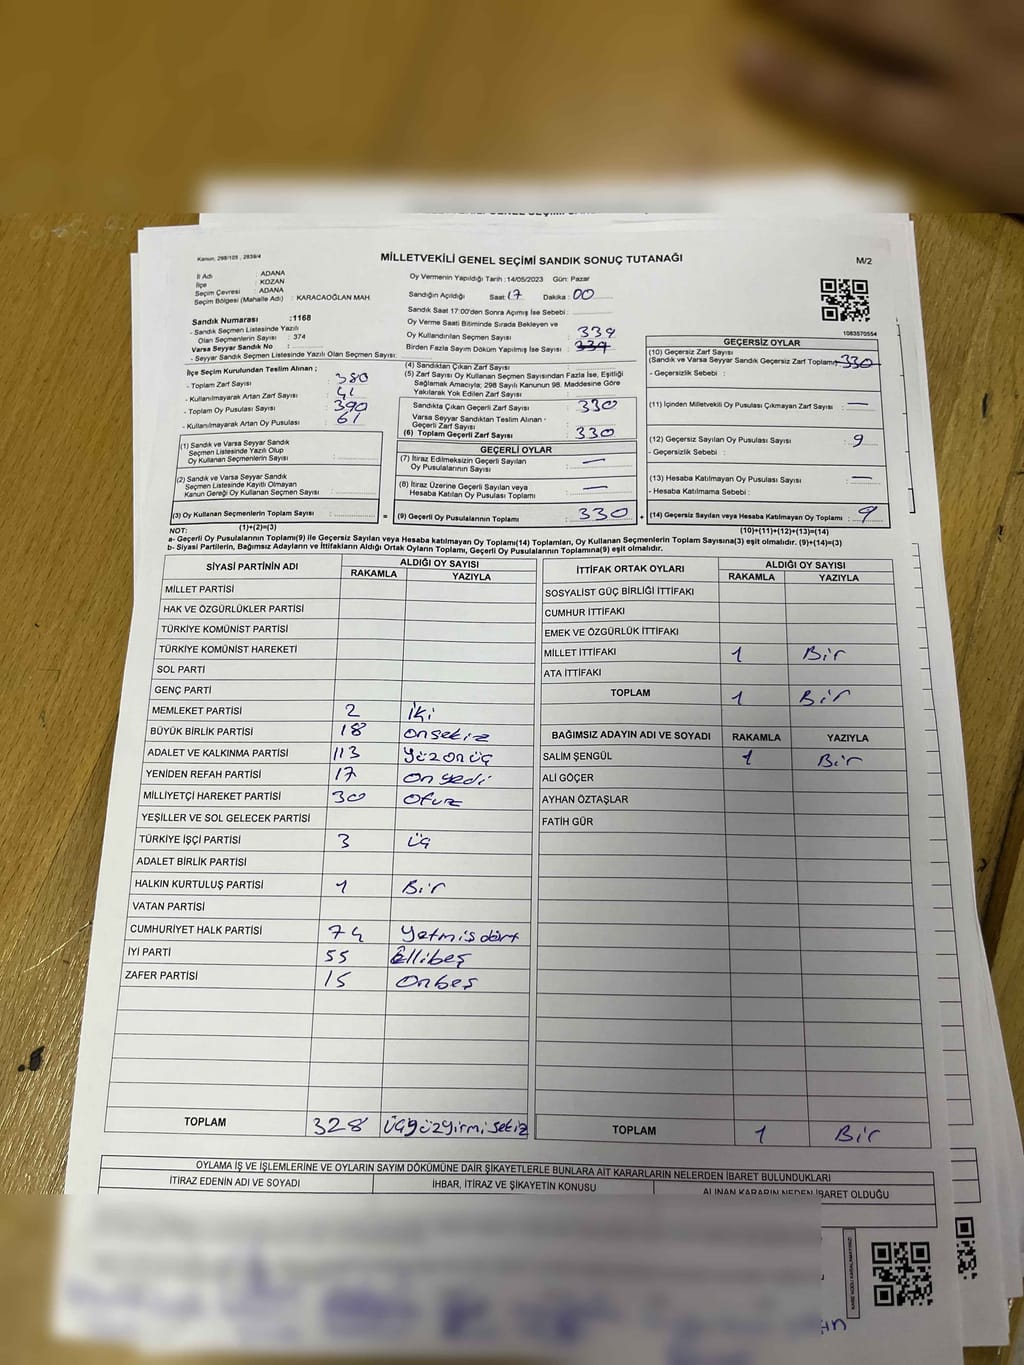 Kanun, 298/105 , 2839/4
MİLLETVEKİLİ GENEL SEÇİMİ SANDIK SONUÇ TUTANAĞI
M/2
İl Adı : ADANA
İlçe : KOZAN
Seçim Çevresi : ADANA
Seçim Bölgesi (Mahalle Adı) : KARACAOĞLAN MAH.
Sandık Numarası :1168
- Sandık Seçmen Listesinde Yazılı
Olan Seçmenlerin Sayısı : 374
Varsa Seyyar Sandık No :
- Seyyar Sandık Seçmen Listesinde Yazılı Olan Seçmen Sayısı:
İlçe Seçim Kurulundan Teslim Alınan ;
- Toplam Zarf Sayısı : 380
- Kullanılmayarak Artan Zarf Sayısı : 41
- Toplam Oy Pusulası Sayısı : 390
- Kullanılmayarak Artan Oy Pusulası : 61
(1) Sandık ve Varsa Seyyar Sandık
Seçmen Listesinde Yazılı Olup
Oy Kullanan Seçmenlerin Sayısı :
(2) Sandık ve Varsa Seyyar Sandık
Seçmen Listesinde Kayıtlı Olmayan
Kanun Gereği Oy Kullanan Seçmen Sayısı :
(3) Oy Kullanan Seçmenlerin Toplam Sayısı :
(1)+(2)=(3)
Oy Vermenin Yapıldığı Tarih : 14/05/2023 Gün: Pazar
Sandığın Açıldığı Saat : 17 Dakika : 00
Sandık Saat 17:00'den Sonra Açılmış İse Sebebi :
Oy Verme Saati Bitiminde Sırada Bekleyen ve
Oy Kullandırılan Seçmen Sayısı : 339
Birden Fazla Sayım Döküm Yapılmış İse Sayısı : 339
(4) Sandıktan Çıkan Zarf Sayısı :
(5) Zarf Sayısı Oy Kullanan Seçmen Sayısından Fazla İse, Eşitliği
Sağlamak Amacıyla; 298 Sayılı Kanunun 98. Maddesine Göre
Yakılarak Yok Edilen Zarf Sayısı :
Sandıkta Çıkan Geçerli Zarf Sayısı : 330
Varsa Seyyar Sandıktan Teslim Alınan
Geçerli Zarf Sayısı :
(6) Toplam Geçerli Zarf Sayısı : 330
GEÇERLİ OYLAR
(7) İtiraz Edilmeksizin Geçerli Sayılan
Oy Pusulalarının Sayısı : —
(8) İtiraz Üzerine Geçerli Sayılan veya
Hesaba Katılan Oy Pusulası Toplamı : —
= (9) Geçerli Oy Pusulalarının Toplamı : 330
1083570554
GEÇERSİZ OYLAR
(10) Geçersiz Zarf Sayısı
(Sandık ve Varsa Seyyar Sandık Geçersiz Zarf Toplamı) 330
- Geçersizlik Sebebi :
(11) İçinden Milletvekili Oy Pusulası Çıkmayan Zarf Sayısı : —
(12) Geçersiz Sayılan Oy Pusulası Sayısı : 9
- Geçersizlik Sebebi :
(13) Hesaba Katılmayan Oy Pusulası Sayısı : —
- Hesaba Katılmama Sebebi :
+ (14) Geçersiz Sayılan veya Hesaba Katılmayan Oy Toplamı : 9
(10)+(11)+(12)+(13)=(14)
NOT:
a- Geçerli Oy Pusulalarının Toplamı(9) ile Geçersiz Sayılan veya Hesaba katılmayan Oy Toplamı(14) Toplamları, Oy Kullanan Seçmenlerin Toplam Sayısına(3) eşit olmalıdır. (9)+(14)=(3)
b- Siyasi Partilerin, Bağımsız Adayların ve İttifakların Aldığı Ortak Oyların Toplamı, Geçerli Oy Pusulalarının Toplamına(9) eşit olmalıdır.
SİYASİ PARTİNİN ADI ALDIĞI OY SAYISI
RAKAMLA YAZIYLA
MİLLET PARTİSİ
HAK VE ÖZGÜRLÜKLER PARTİSİ
TÜRKİYE KOMÜNİST PARTİSİ
TÜRKİYE KOMÜNİST HAREKETİ
SOL PARTİ
GENÇ PARTİ
MEMLEKET PARTİSİ 2 iki
BÜYÜK BİRLİK PARTİSİ 18 onsekiz
ADALET VE KALKINMA PARTİSİ 113 yüzonüç
YENİDEN REFAH PARTİSİ 17 onyedi
MİLLİYETÇİ HAREKET PARTİSİ 30 otuz
YEŞİLLER VE SOL GELECEK PARTİSİ
TÜRKİYE İŞÇİ PARTİSİ 3 üç
ADALET BİRLİK PARTİSİ
HALKIN KURTULUŞ PARTİSİ 1 Bir
VATAN PARTİSİ
CUMHURİYET HALK PARTİSİ 74 yetmisdört
İYİ PARTİ 55 Ellibeş
ZAFER PARTİSİ 15 Onbeş
TOPLAM 328 üçyüzyirmisekiz
İTTİFAK ORTAK OYLARI ALDIĞI OY SAYISI
RAKAMLA YAZIYLA
SOSYALİST GÜÇ BİRLİĞİ İTTİFAKI
CUMHUR İTTİFAKI
EMEK VE ÖZGÜRLÜK İTTİFAKI
MİLLET İTTİFAKI 1 Bir
ATA İTTİFAKI
TOPLAM 1 Bir
BAĞIMSIZ ADAYIN ADI VE SOYADI RAKAMLA YAZIYLA
SALİM ŞENGÜL 1 Bir
ALİ GÖÇER
AYHAN ÖZTAŞLAR
FATİH GÜR
TOPLAM 1 Bir
OYLAMA İŞ VE İŞLEMLERİNE VE OYLARIN SAYIM DÖKÜMÜNE DAİR ŞİKAYETLERLE BUNLARA AİT KARARLARIN NELERDEN İBARET BULUNDUKLARI
İTİRAZ EDENİN ADI VE SOYADI
İHBAR, İTİRAZ VE ŞİKAYETİN KONUSU
ALINAN KARARIN NEDEN İBARET OLDUĞU